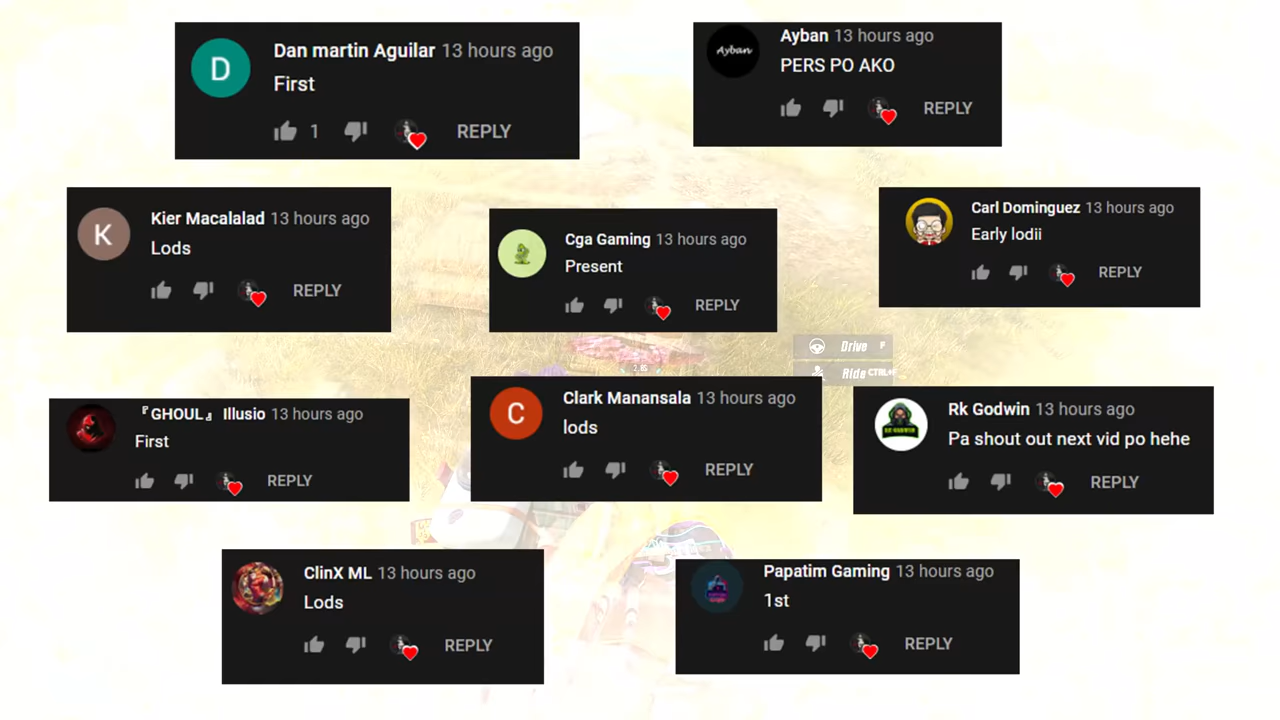 D
Dan martin Aguilar 13 hours ago
First
1
REPLY
Ayban
Ayban 13 hours ago
PERS PO AKO
REPLY
K
Kier Macalalad 13 hours ago
Lods
REPLY
Cga Gaming 13 hours ago
Present
REPLY
Carl Dominguez 13 hours ago
Early lodii
REPLY
Drive F
Ride CTRL+F
『GHOUL』 Illusio 13 hours ago
First
REPLY
C
Clark Manansala 13 hours ago
lods
REPLY
RK GODWIN
Rk Godwin 13 hours ago
Pa shout out next vid po hehe
REPLY
ClinX ML 13 hours ago
Lods
REPLY
Papatim Gaming 13 hours ago
1st
REPLY